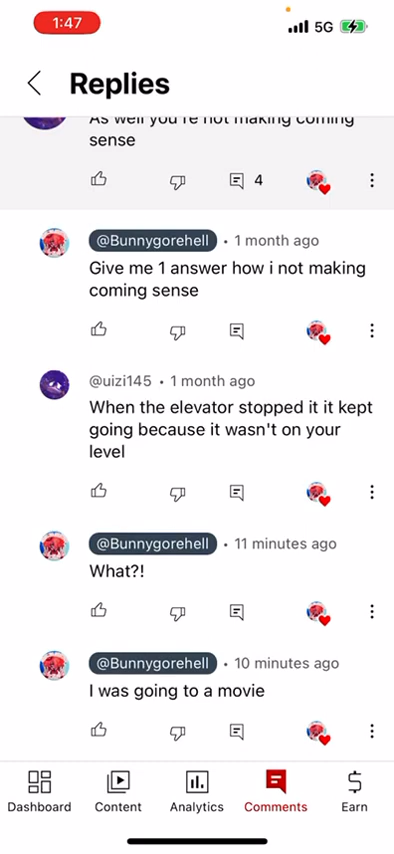 1:47
5G
Replies
As well you're not making coming
sense
4
@Bunnygorehell · 1 month ago
Give me 1 answer how i not making
coming sense
@uizi145 · 1 month ago
When the elevator stopped it it kept
going because it wasn't on your
level
@Bunnygorehell · 11 minutes ago
What?!
@Bunnygorehell · 10 minutes ago
I was going to a movie
Dashboard Content Analytics Comments Earn